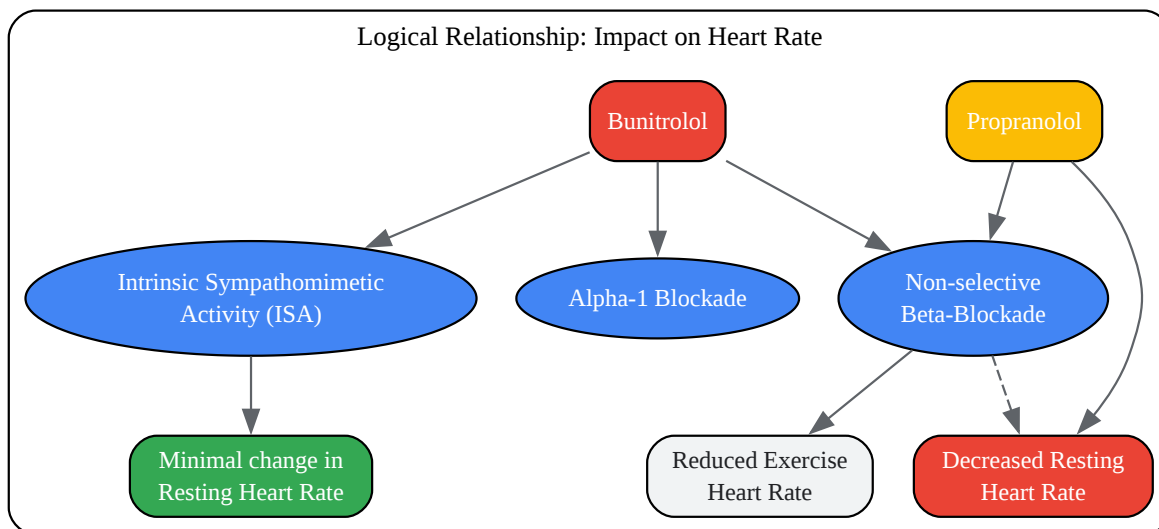 Logical Relationship: Impact on Heart Rate
Bunitrolol
Propranolol
Intrinsic Sympathomimetic
Activity (ISA)
Alpha-1 Blockade
Non-selective
Beta-Blockade
Minimal change in
Resting Heart Rate
Reduced Exercise
Heart Rate
Decreased Resting
Heart Rate